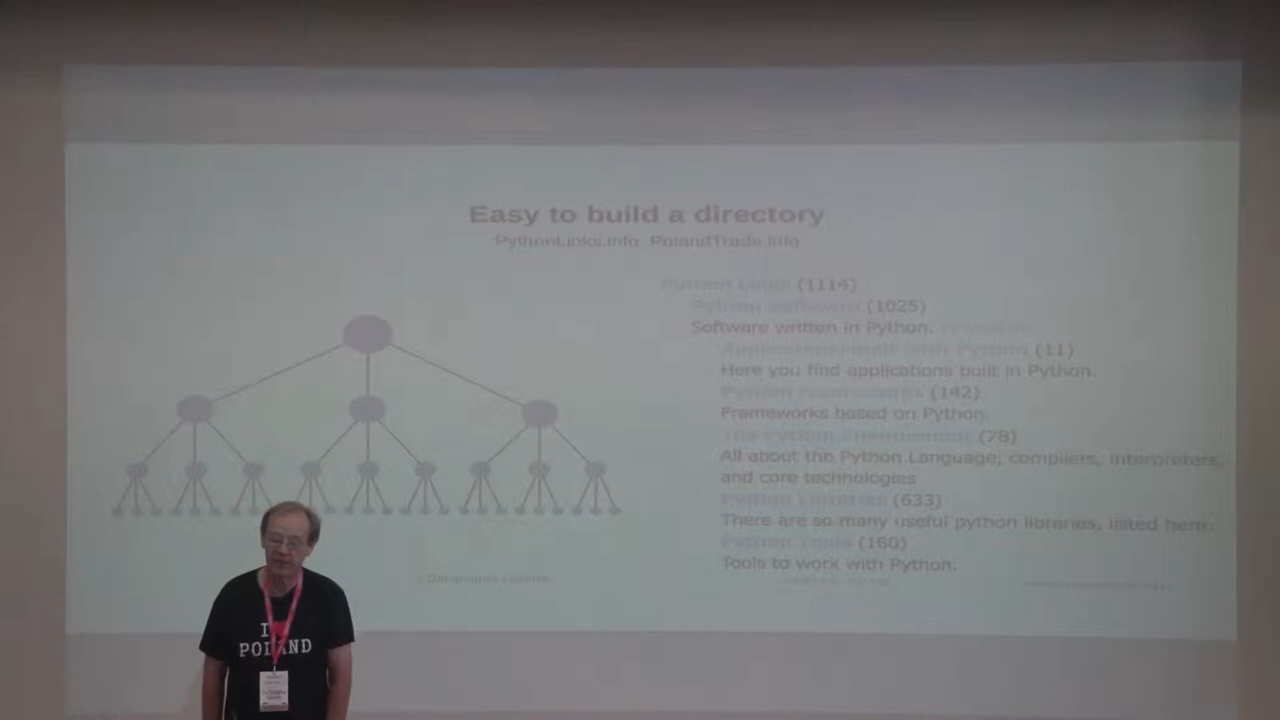 Easy to build a directory
PythonLinks.info PolandTrade.info
Python Links (1114)
Python Software (1025)
Software written in Python.
Applications built with Python (11)
Here you find applications built in Python.
Python Frameworks (142)
Frameworks based on Python
The Python Environment (78)
All about the Python Language, compilers, interpreters,
and core technologies
Python Libraries (633)
There are so many useful python libraries, listed here.
Python Tools (160)
Tools to work with Python.
I
POLAND